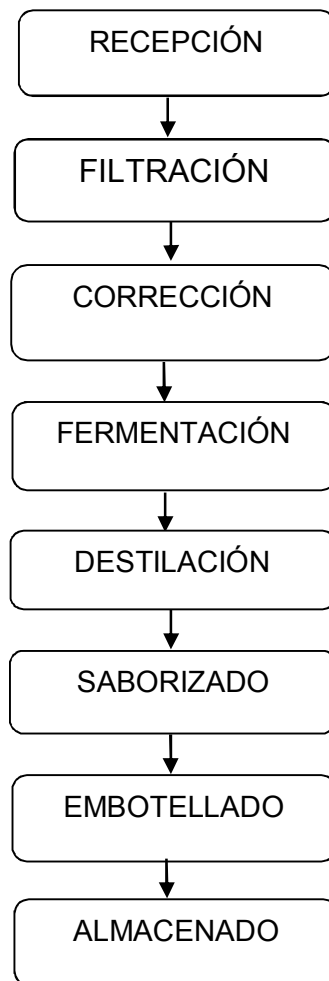 RECEPCIÓN
FILTRACIÓN
CORRECCIÓN
FERMENTACIÓN
DESTILACIÓN
SABORIZADO
EMBOTELLADO
ALMACENADO